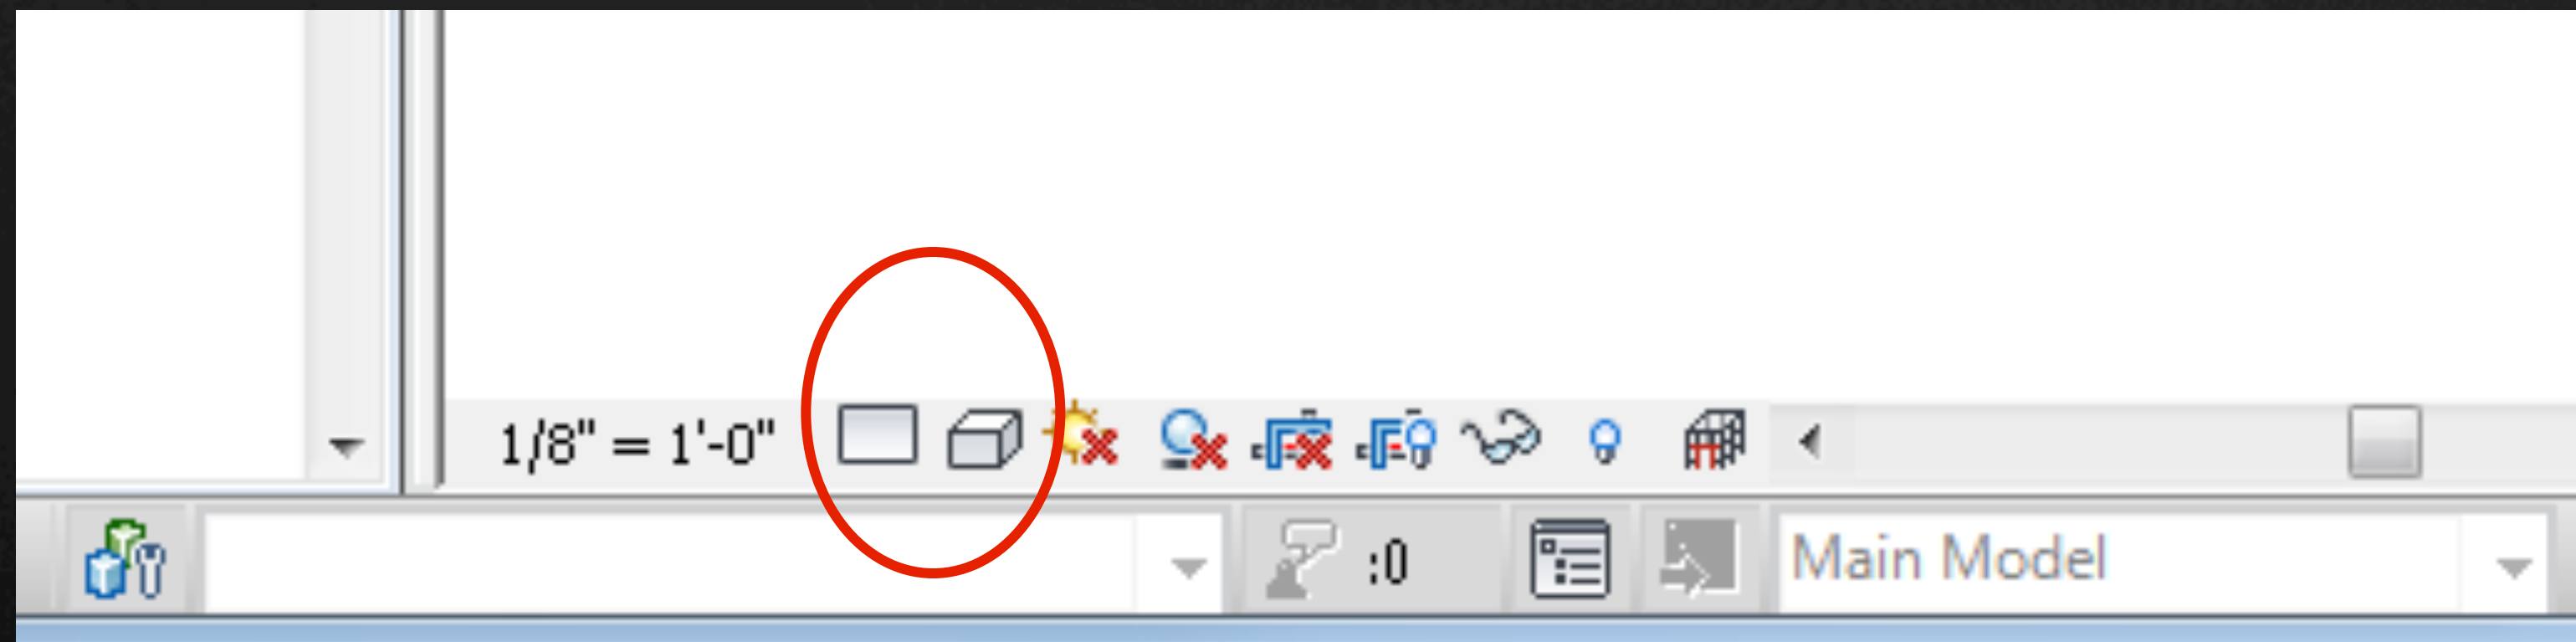 1/8" = 1'-0"
:0
Main Model